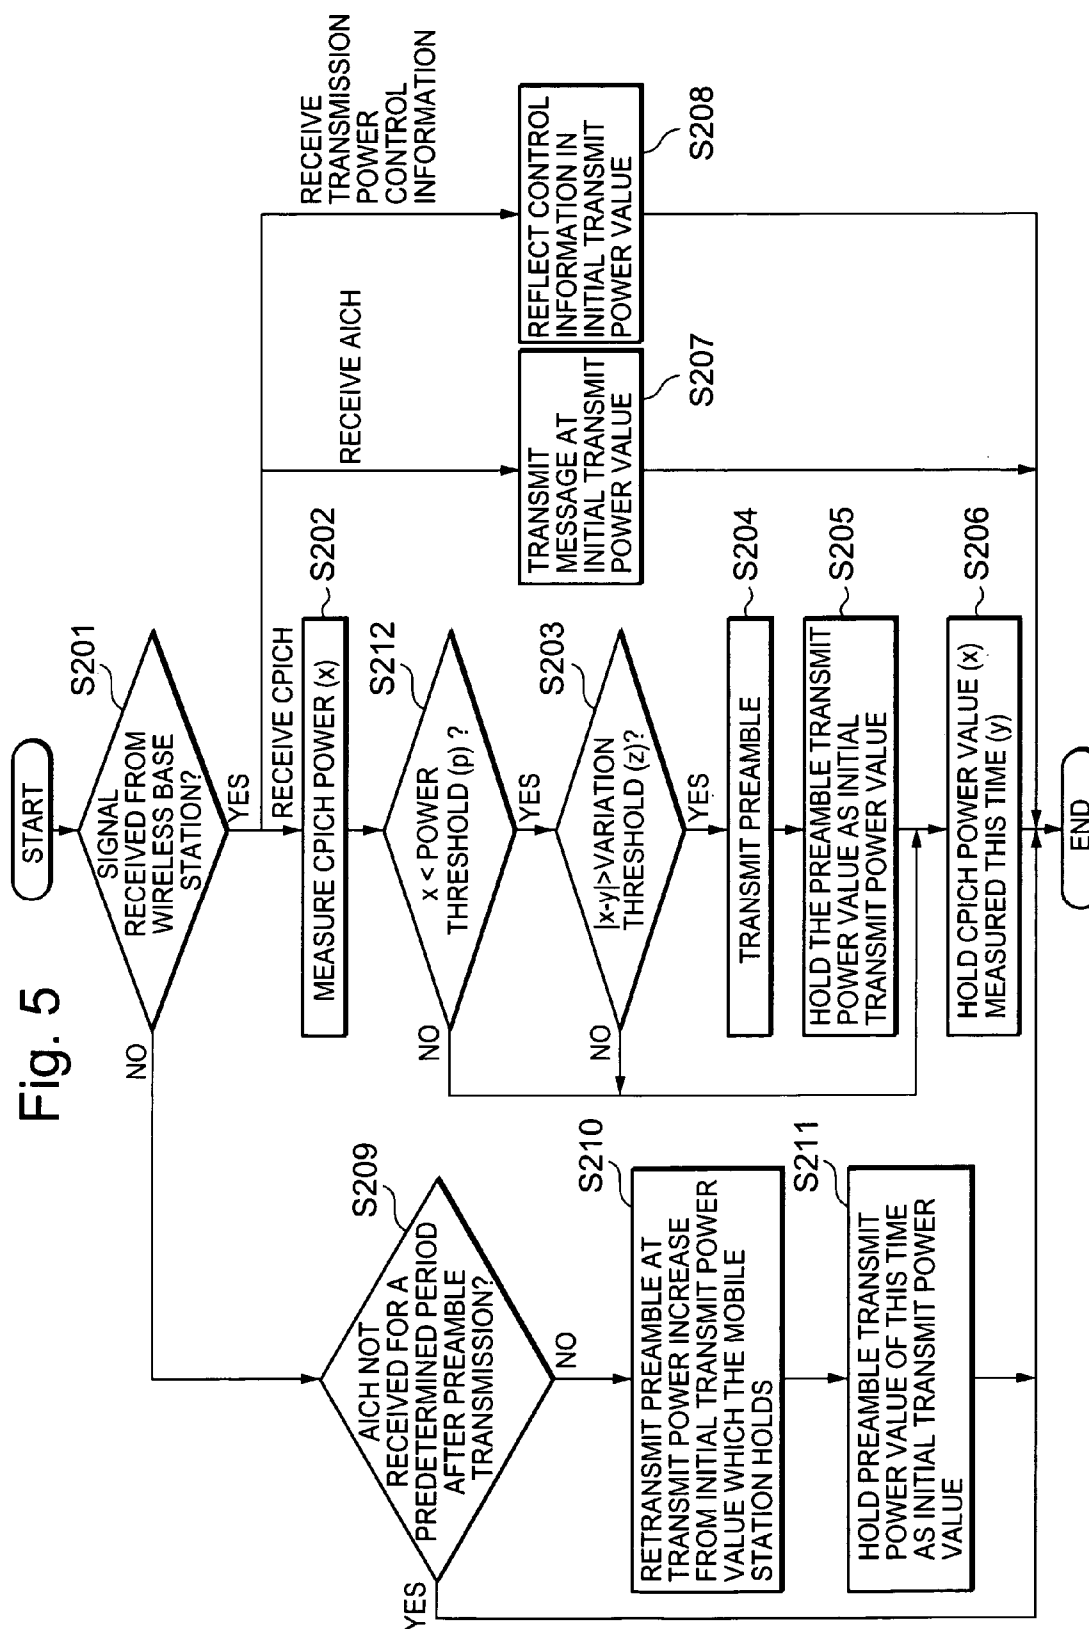 Fig. 5
START
SIGNAL
RECEIVED FROM
WIRELESS BASE
STATION?
S201
NO
YES
RECEIVE CPICH
RECEIVE AICH
RECEIVE
TRANSMISSION
POWER
CONTROL
INFORMATION
MEASURE CPICH POWER (x)
S202
x < POWER
THRESHOLD (p) ?
S212
NO
YES
|x-y|>VARIATION
THRESHOLD (z)?
S203
NO
YES
TRANSMIT PREAMBLE
S204
HOLD THE PREAMBLE TRANSMIT
POWER VALUE AS INITIAL
TRANSMIT POWER VALUE
S205
HOLD CPICH POWER VALUE (x)
MEASURED THIS TIME (y)
S206
TRANSMIT
MESSAGE AT
INITIAL TRANSMIT
POWER VALUE
S207
REFLECT CONTROL
INFORMATION IN
INITIAL TRANSMIT
POWER VALUE
S208
AICH NOT
RECEIVED FOR A
PREDETERMINED PERIOD
AFTER PREAMBLE
TRANSMISSION?
S209
YES
NO
RETRANSMIT PREAMBLE AT
TRANSMIT POWER INCREASE
FROM INITIAL TRANSMIT POWER
VALUE WHICH THE MOBILE
STATION HOLDS
S210
HOLD PREAMBLE TRANSMIT
POWER VALUE OF THIS TIME
AS INITIAL TRANSMIT POWER
VALUE
S211
END